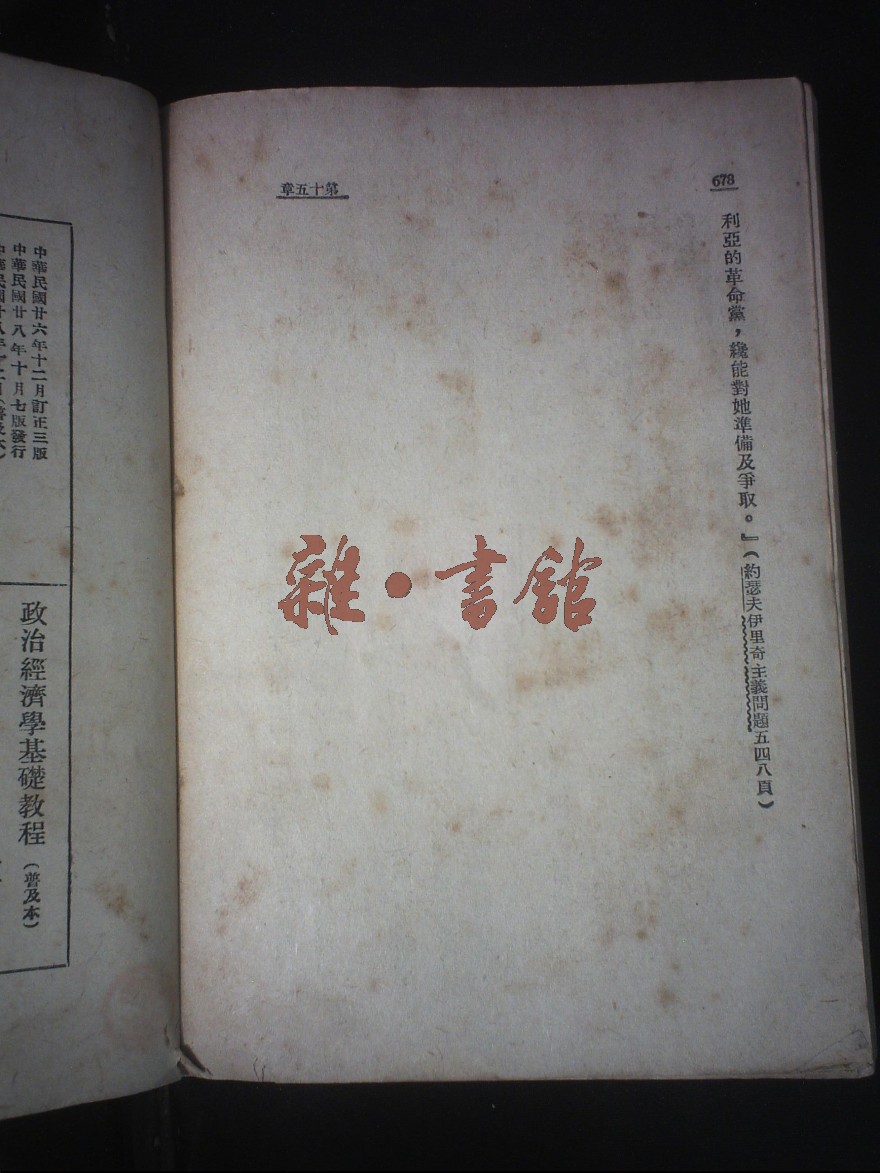 678
第十五章
利亞的革命黨，纔能對她準備及爭取。』（約瑟夫伊里奇主義問題五四八頁）
雜·書館
中華民國廿六年十二月訂正三版
中華民國廿八年十月七版發行
政治經濟學基礎教程（普及本）